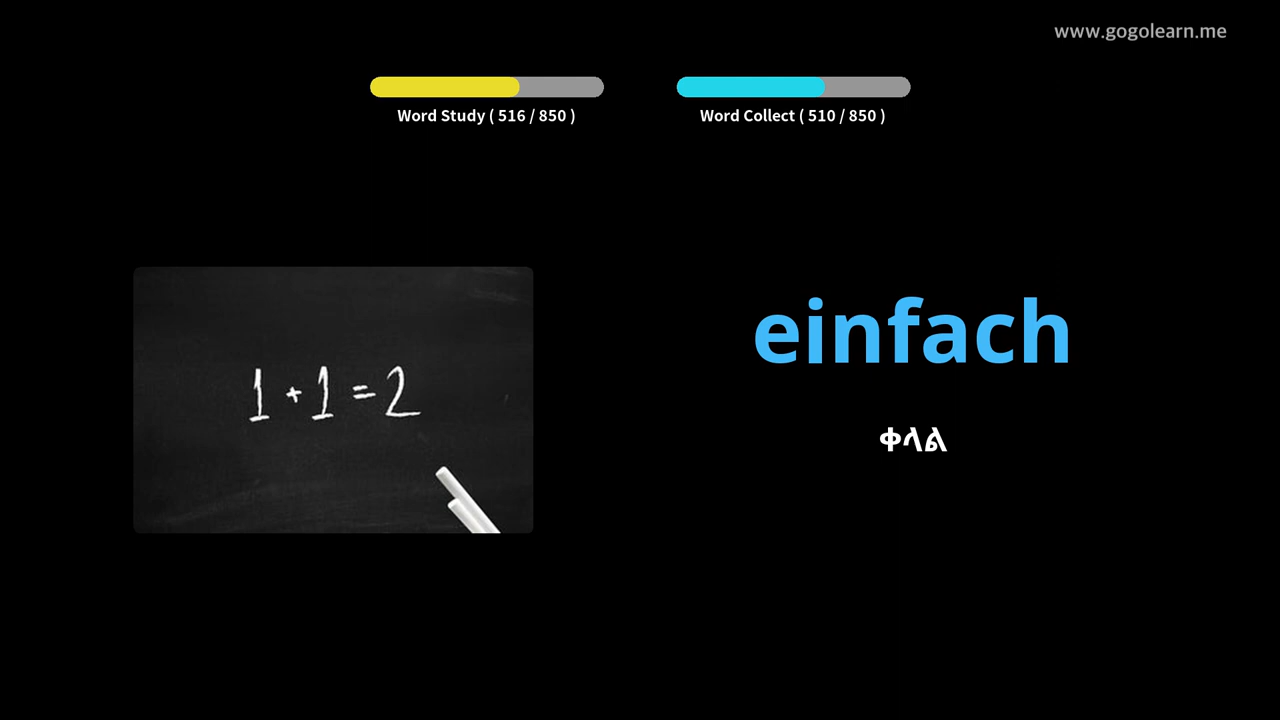 www.gogolearn.me
Word Study ( 516 / 850 )
Word Collect ( 510 / 850 )
1 + 1 = 2
einfach
ቀላል